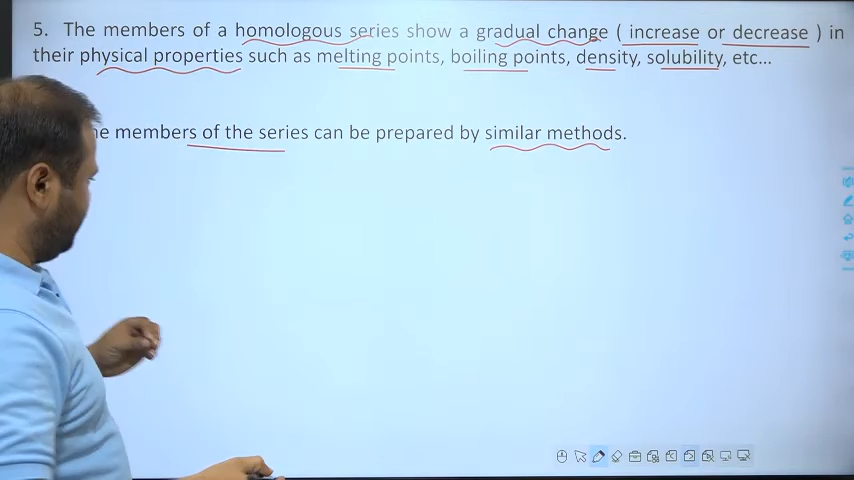 5. The members of a homologous series show a gradual change ( increase or decrease ) in
their physical properties such as melting points, boiling points, density, solubility, etc...
members of the series can be prepared by similar methods.